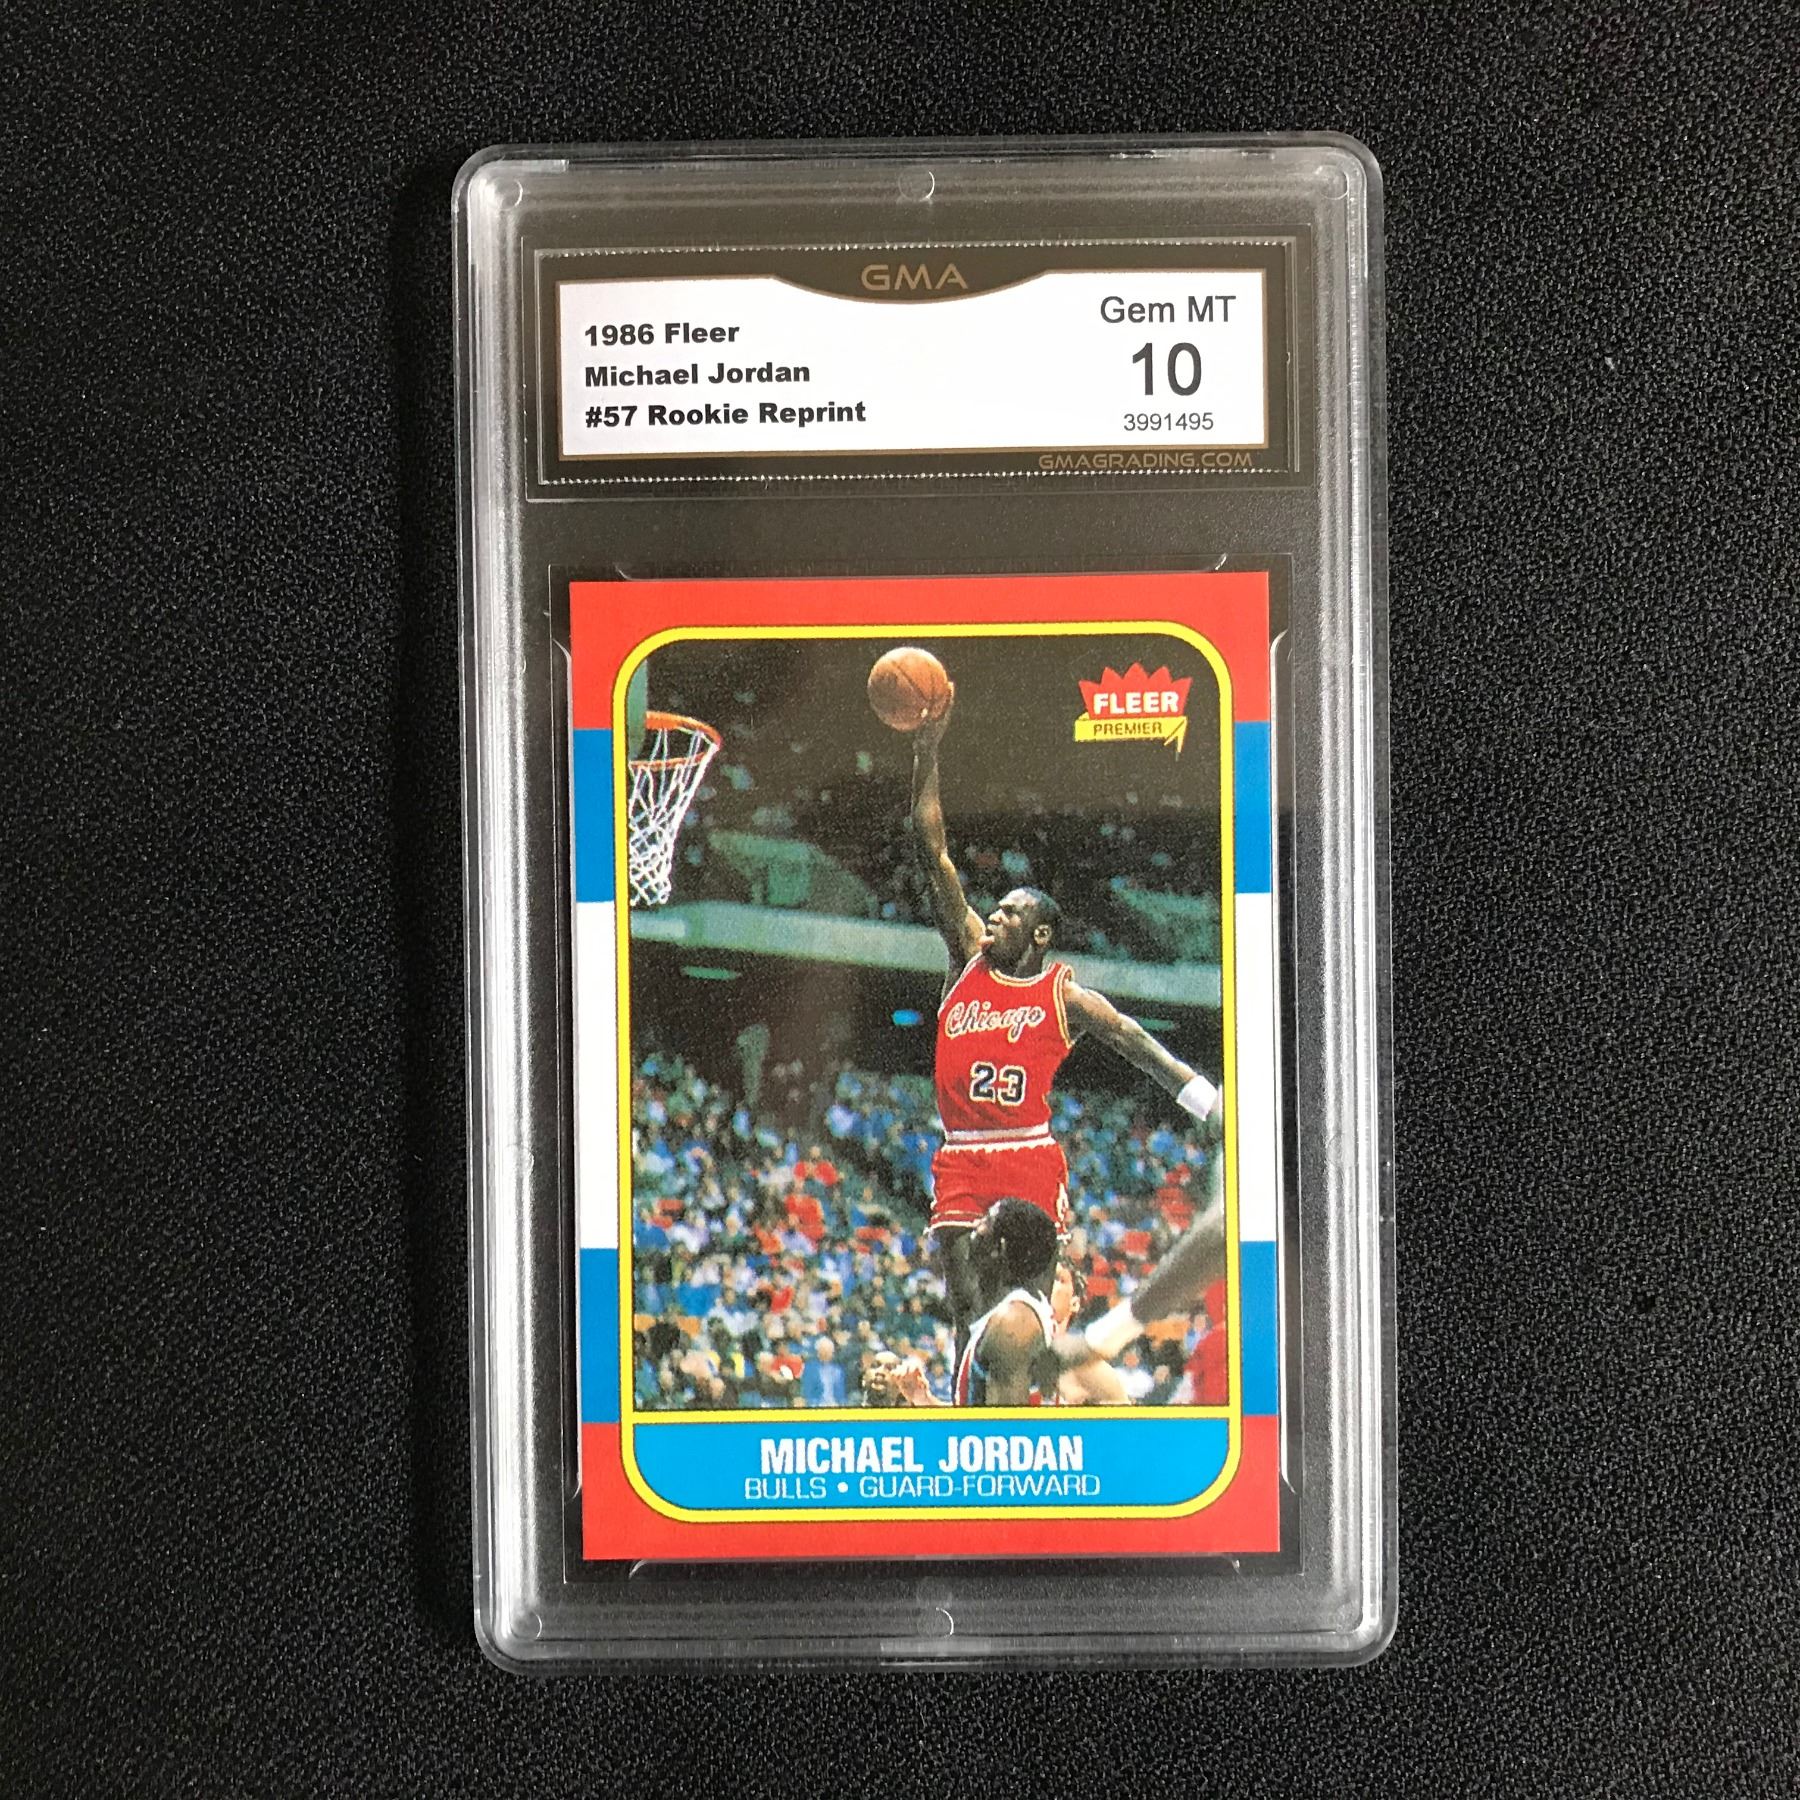 GMA
1986 Fleer
Michael Jordan
#57 Rookie Reprint
Gem MT
10
3991495
GMAGRADING.COM
FLEER
PREMIER
Chicago
23
MICHAEL JORDAN
BULLS • GUARD-FORWARD